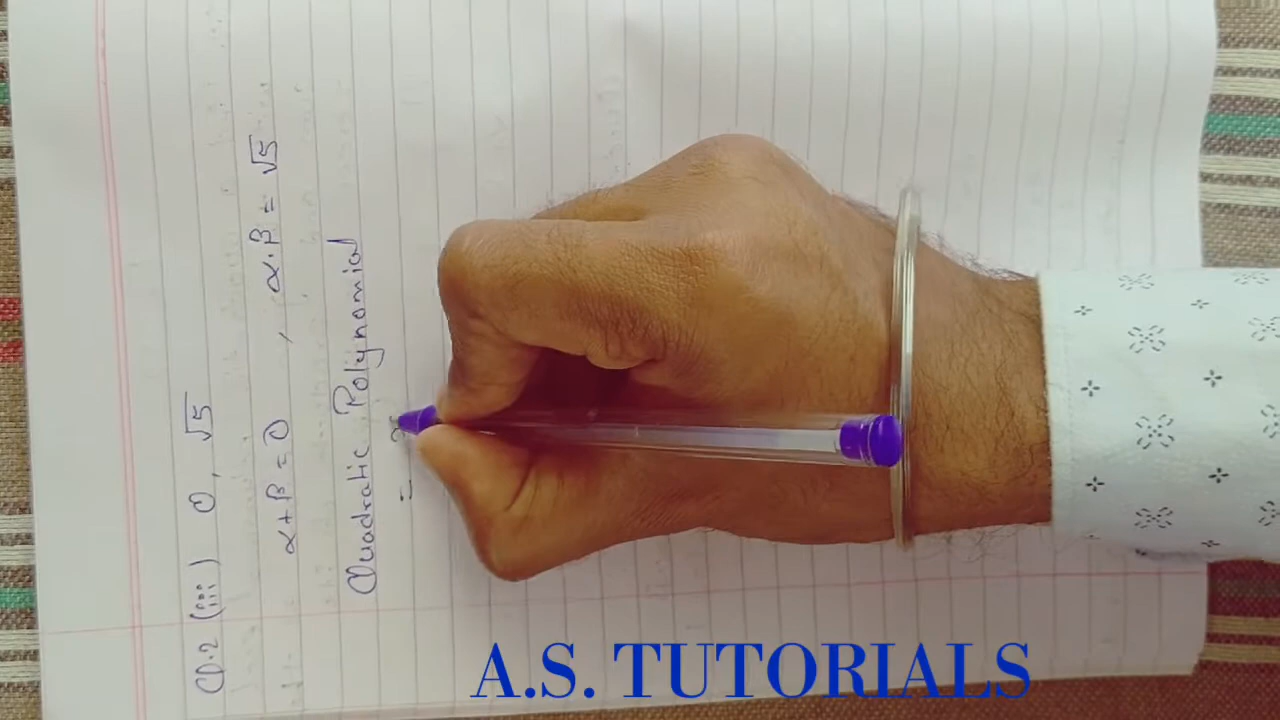 Q.2 (iii) 0, √5
α+β=0 , α.β = √5
Quadratic Polynomial
=
A.S. TUTORIALS